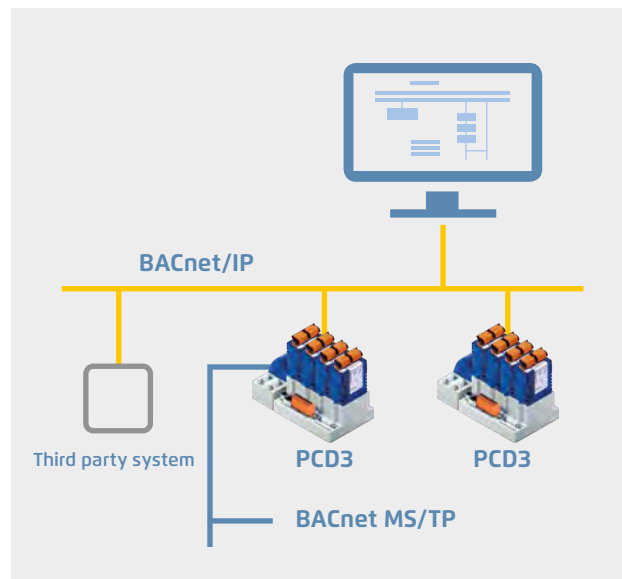 BACnet/IP
Third party system
PCD3
PCD3
BACnet MS/TP